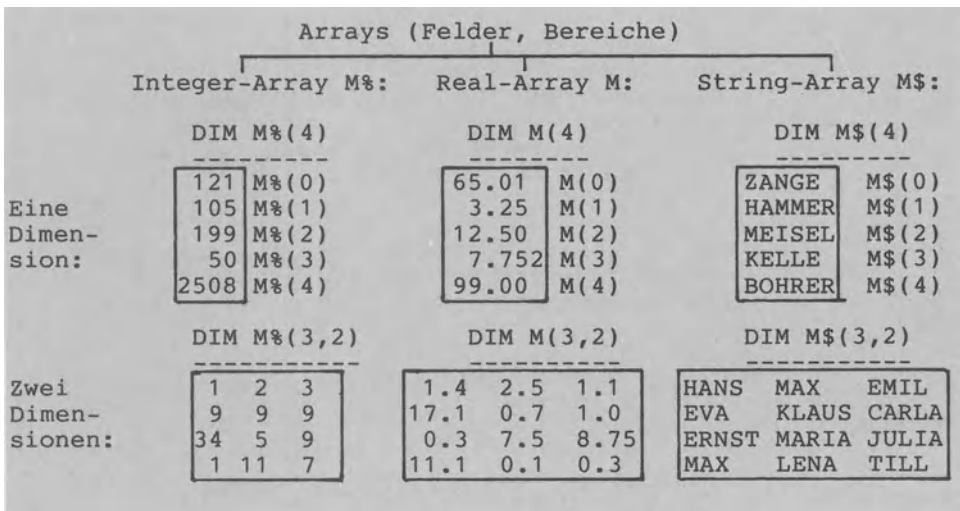 Arrays (Felder, Bereiche)
Integer-Array M%: Real-Array M: String-Array M$:
DIM M%(4) DIM M(4) DIM M$(4)
121 M%(0) 65.01 M(0) ZANGE M$(0)
Eine 105 M%(1) 3.25 M(1) HAMMER M$(1)
Dimen- 199 M%(2) 12.50 M(2) MEISEL M$(2)
sion: 50 M%(3) 7.752 M(3) KELLE M$(3)
2508 M%(4) 99.00 M(4) BOHRER M$(4)
DIM M%(3,2) DIM M(3,2) DIM M$(3,2)
Zwei 1 2 3 1.4 2.5 1.1 HANS MAX EMIL
Dimen- 9 9 9 17.1 0.7 1.0 EVA KLAUS CARLA
sionen: 34 5 9 0.3 7.5 8.75 ERNST MARIA JULIA
1 11 7 11.1 0.1 0.3 MAX LENA TILL